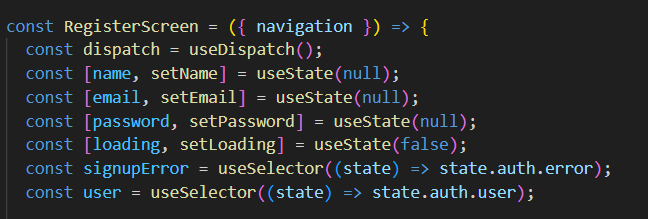 const RegisterScreen = ({ navigation }) => {
const dispatch = useDispatch();
const [name, setName] = useState(null);
const [email, setEmail] = useState(null);
const [password, setPassword] = useState(null);
const [loading, setLoading] = useState(false);
const signupError = useSelector((state) => state.auth.error);
const user = useSelector((state) => state.auth.user);